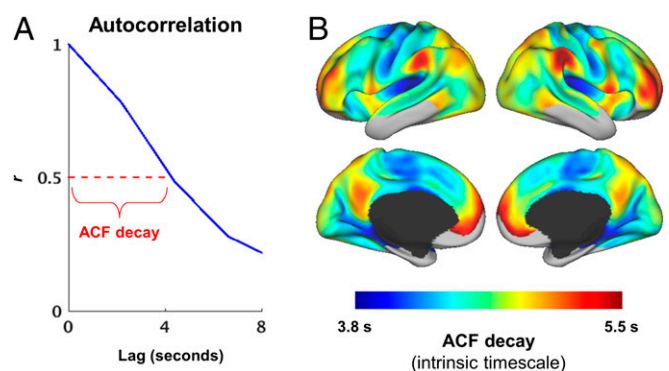 A
Autocorrelation
1
0.5
0
r
ACF decay
0
4
8
Lag (seconds)
B
3.8 s
5.5 s
ACF decay
(intrinsic timescale)